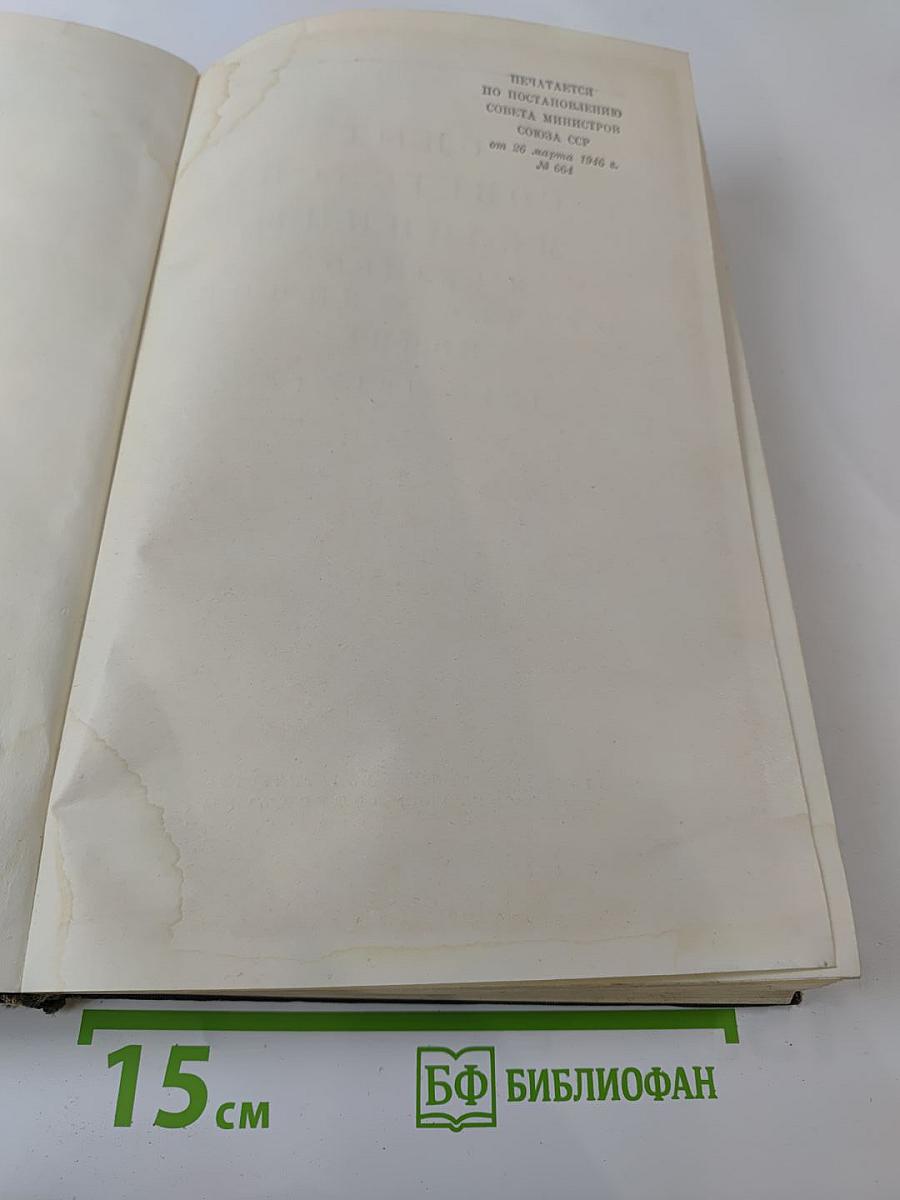 ПЕЧАТАЕТСЯ
ПО ПОСТАНОВЛЕНИЮ
СОВЕТА МИНИСТРОВ
СОЮЗА ССР
от 26 марта 1946 г.
№ 664
15 см
БФ БИБЛИОФАН